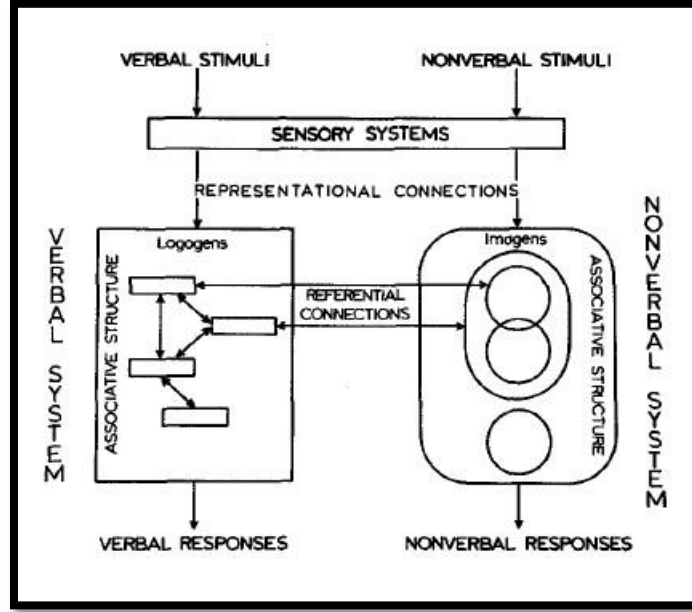 VERBAL STIMULI
NONVERBAL STIMULI
SENSORY SYSTEMS
REPRESENTATIONAL CONNECTIONS
VERBAL SYSTEM
Logogens
ASSOCIATIVE STRUCTURE
REFERENTIAL
CONNECTIONS
Imogens
ASSOCIATIVE STRUCTURE
NONVERBAL SYSTEM
VERBAL RESPONSES
NONVERBAL RESPONSES